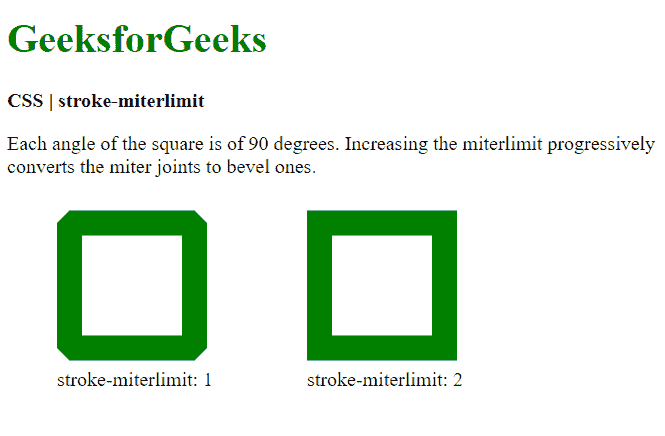 GeeksforGeeks
CSS | stroke-miterlimit
Each angle of the square is of 90 degrees. Increasing the miterlimit progressively
converts the miter joints to bevel ones.
stroke-miterlimit: 1
stroke-miterlimit: 2